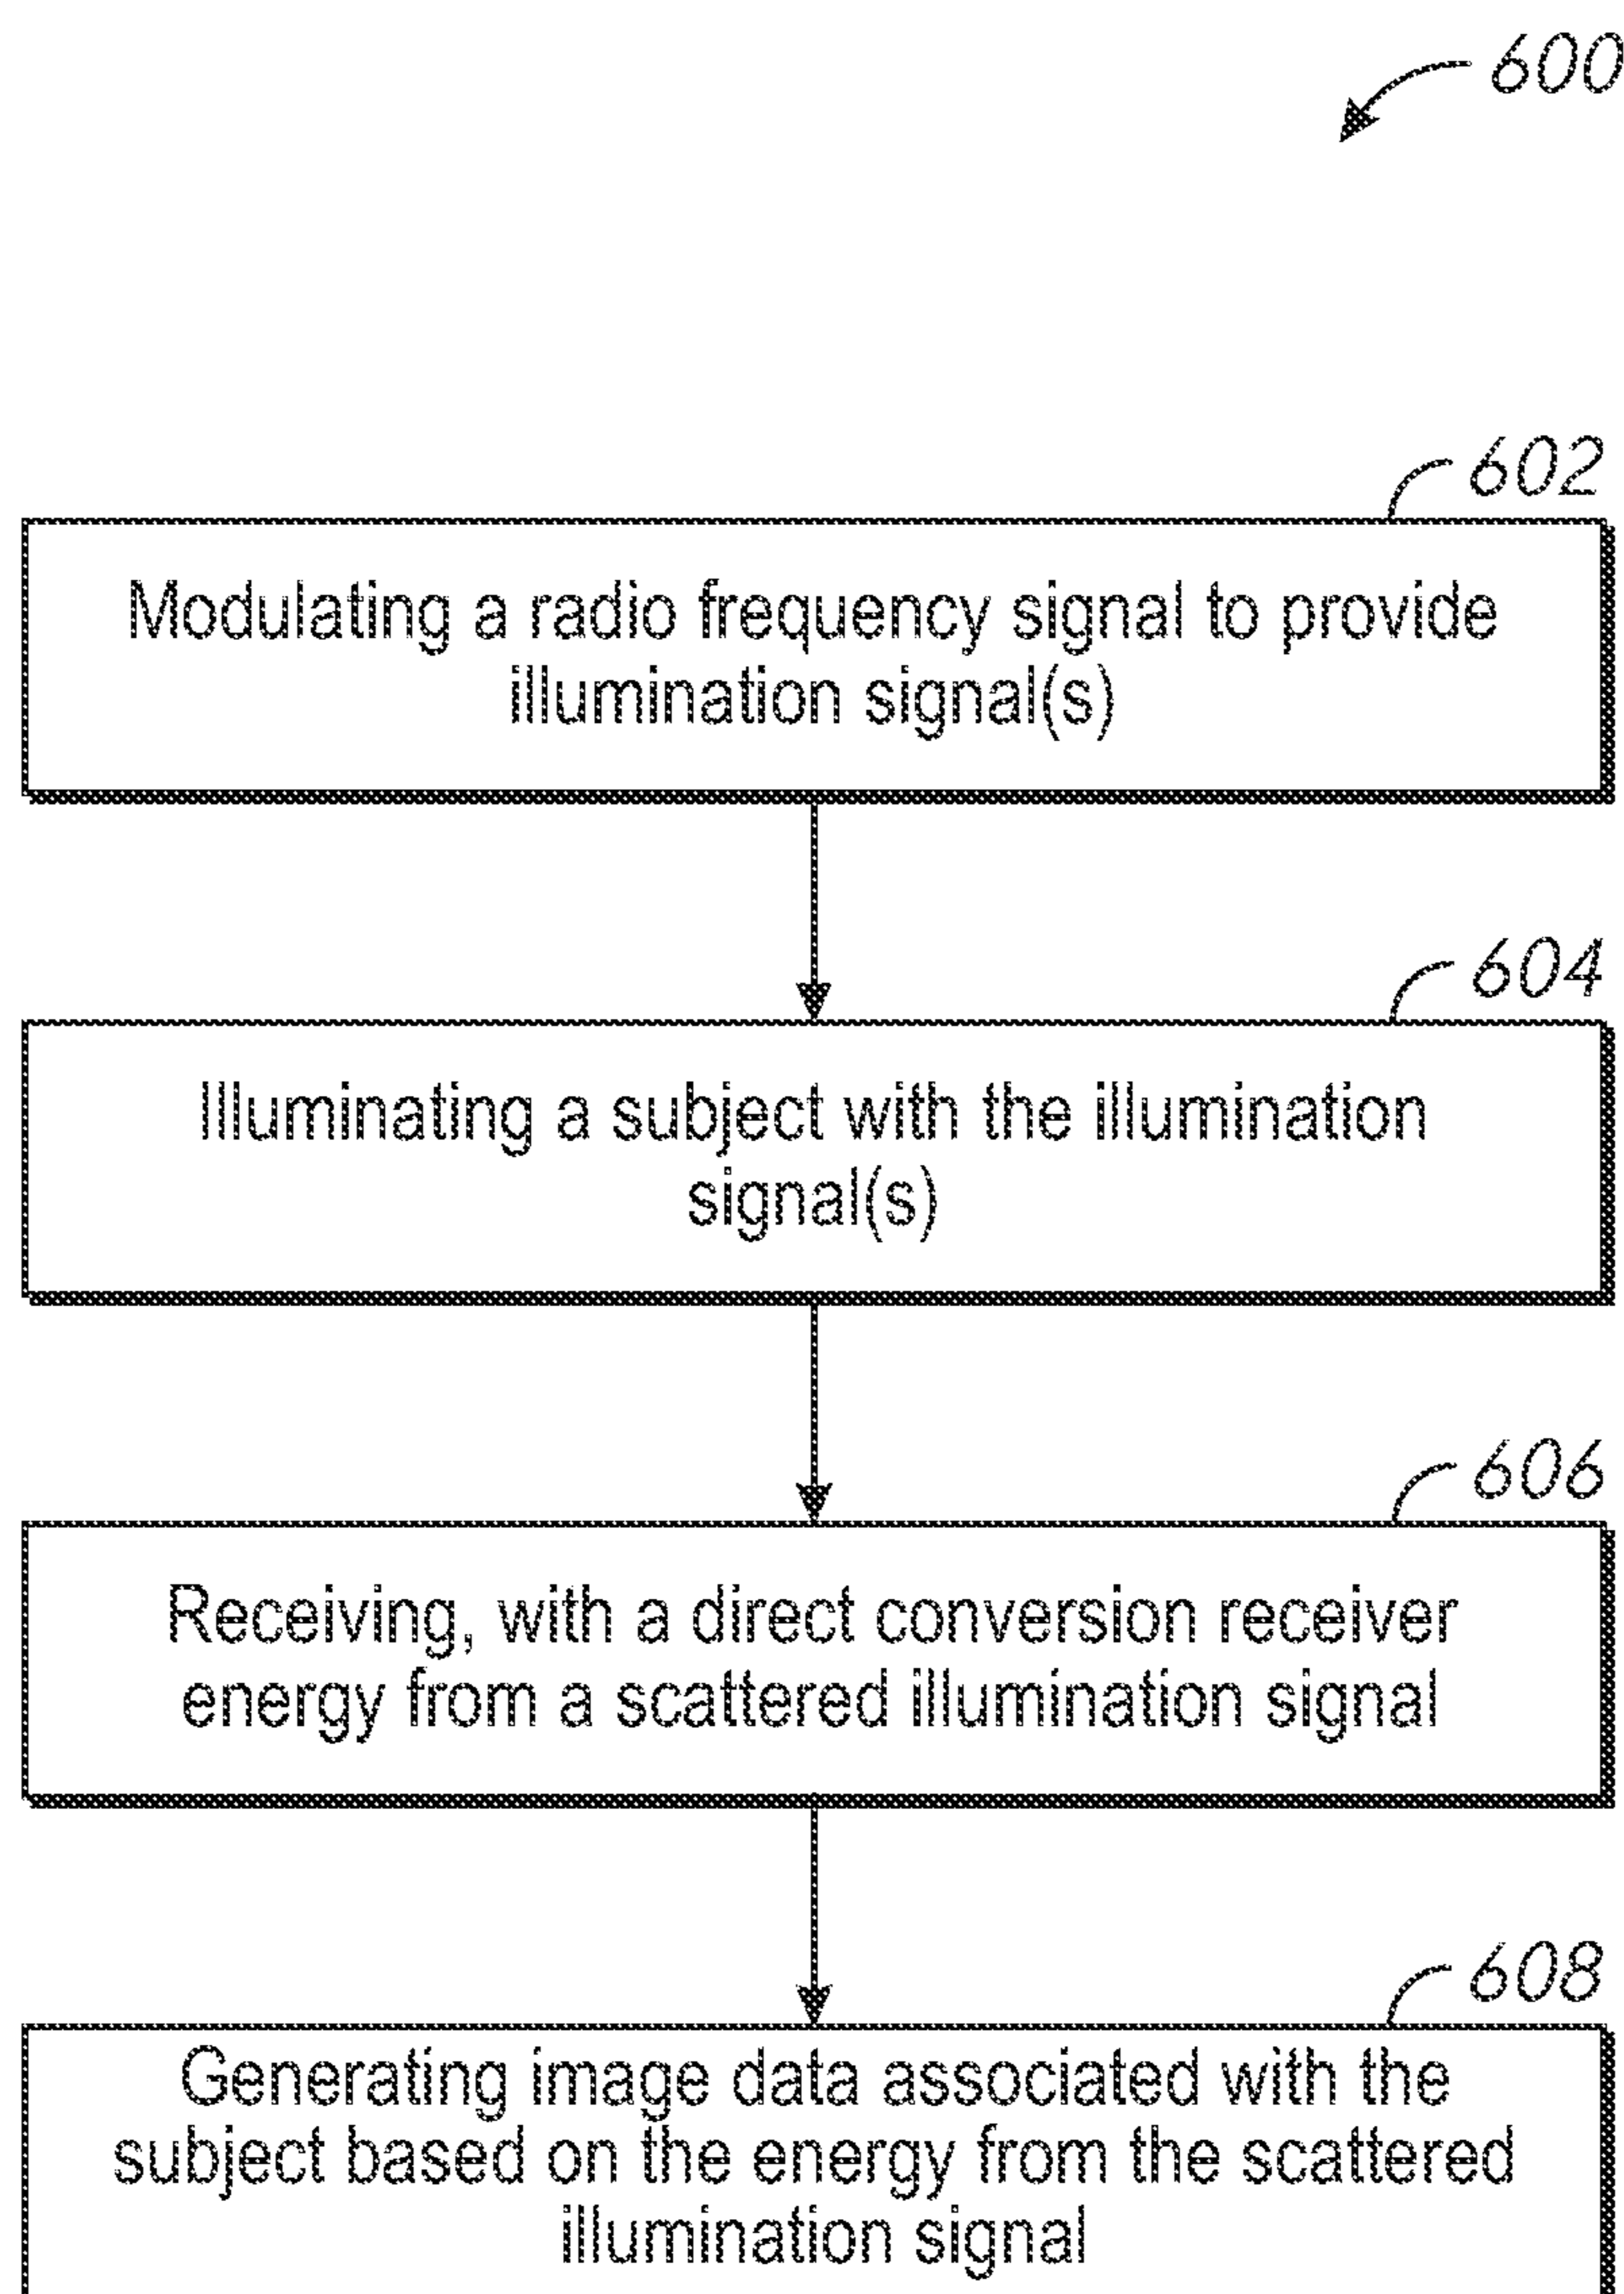 600
602
Modulating a radio frequency signal to provide
illumination signal(s)
604
Illuminating a subject with the illumination
signal(s)
606
Receiving, with a direct conversion receiver
energy from a scattered illumination signal
608
Generating image data associated with the
subject based on the energy from the scattered
illumination signal